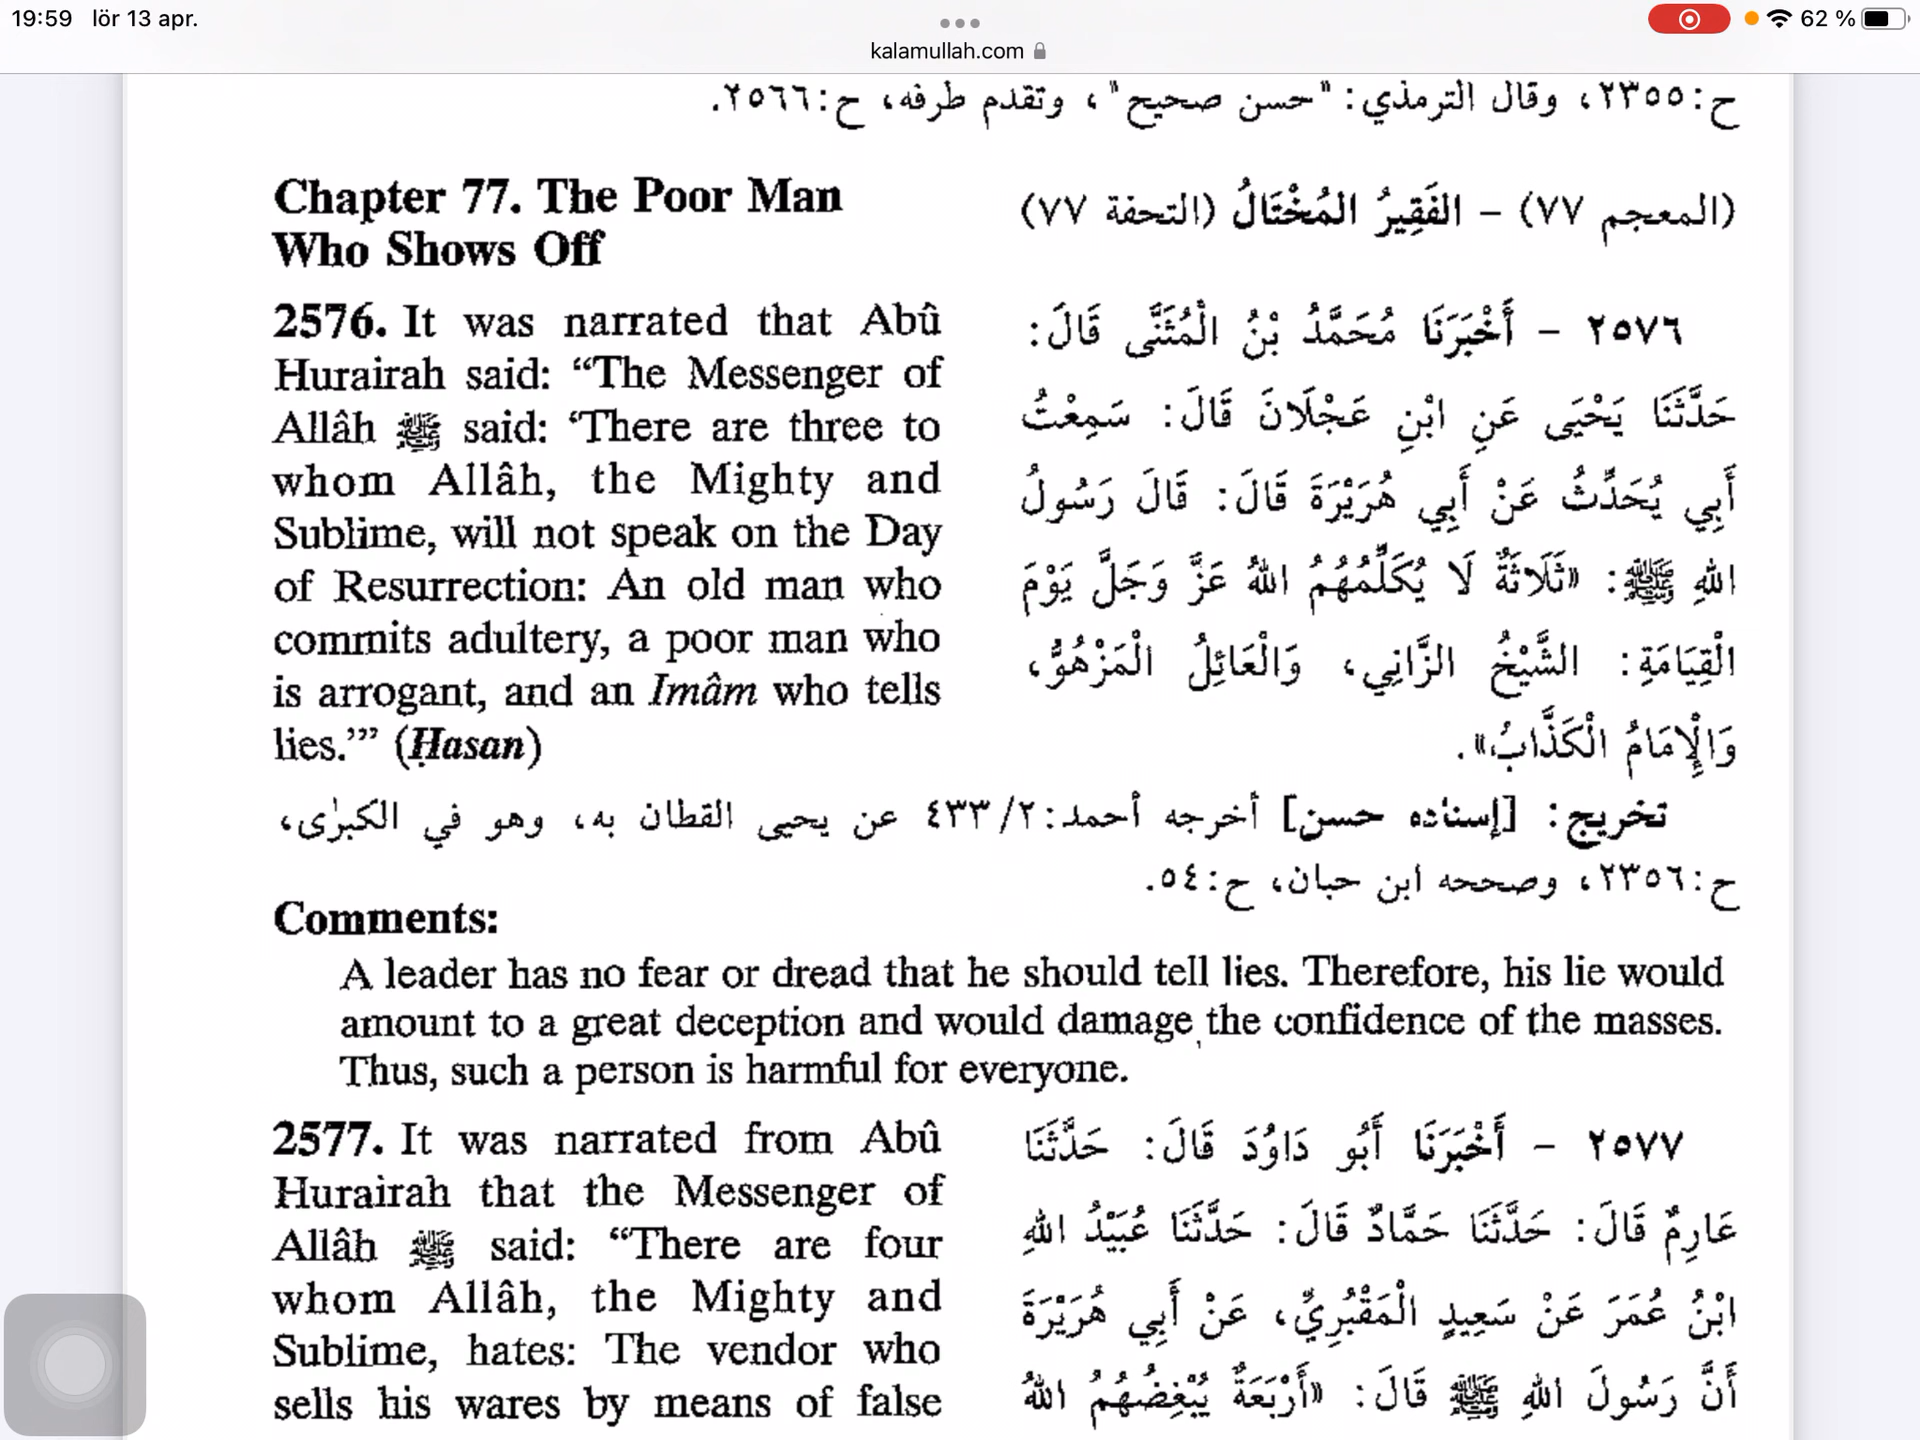 19:59 lör 13 apr.
62 %
kalamullah.com
ح:٢٣٥٥، وقال الترمذي: "حسن صحيح"، وتقدم طرفه، ح:٢٥٦٦.
Chapter 77. The Poor Man
Who Shows Off
(المعجم ٧٧) – الفَقِيرُ المُخْتَالُ (التحفة ٧٧)
2576. It was narrated that Abû
Hurairah said: “The Messenger of
Allâh ﷺ said: ‘There are three to
whom Allâh, the Mighty and
Sublime, will not speak on the Day
of Resurrection: An old man who
commits adultery, a poor man who
is arrogant, and an Imâm who tells
lies.’” (Ḥasan)
٢٥٧٦ – أَخْبَرَنَا مُحَمَّدُ بْنُ الْمُثَنَّى قَالَ:
حَدَّثَنَا يَحْيَى عَنِ ابْنِ عَجْلَانَ قَالَ: سَمِعْتُ
أَبِي يُحَدِّثُ عَنْ أَبِي هُرَيْرَةَ قَالَ: قَالَ رَسُولُ
اللهِ ﷺ: «ثَلَاثَةٌ لَا يُكَلِّمُهُمُ اللهُ عَزَّ وَجَلَّ يَوْمَ
الْقِيَامَةِ: الشَّيْخُ الزَّانِي، وَالْعَائِلُ الْمَزْهُوُّ،
وَالْإِمَامُ الْكَذَّابُ».
تخريج: [إسناده حسن] أخرجه أحمد:٢/ ٤٣٣ عن يحيى القطان به، وهو في الكبرٰى،
ح:٢٣٥٦، وصححه ابن حبان، ح:٥٤.
Comments:
A leader has no fear or dread that he should tell lies. Therefore, his lie would
amount to a great deception and would damage the confidence of the masses.
Thus, such a person is harmful for everyone.
2577. It was narrated from Abû
Hurairah that the Messenger of
Allâh ﷺ said: “There are four
whom Allâh, the Mighty and
Sublime, hates: The vendor who
sells his wares by means of false
٢٥٧٧ – أَخْبَرَنَا أَبُو دَاوُدَ قَالَ: حَدَّثَنَا
عَارِمٌ قَالَ: حَدَّثَنَا حَمَّادٌ قَالَ: حَدَّثَنَا عُبَيْدُ اللهِ
ابْنُ عُمَرَ عَنْ سَعِيدٍ الْمَقْبُرِيِّ، عَنْ أَبِي هُرَيْرَةَ
أَنَّ رَسُولَ اللهِ ﷺ قَالَ: «أَرْبَعَةٌ يُبْغِضُهُمُ اللهُ